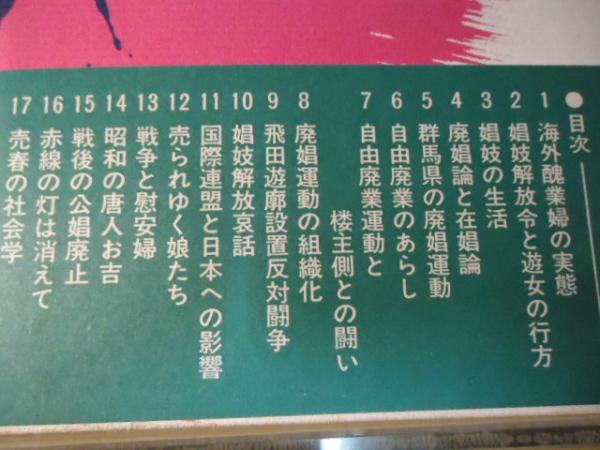 ●目次
1 海外醜業婦の実態
2 娼妓解放令と遊女の行方
3 娼妓の生活
4 廃娼論と在娼論
5 群馬県の廃娼運動
6 自由廃業のあらし
7 自由廃業運動と
楼主側との闘い
8 廃娼運動の組織化
9 飛田遊廓設置反対闘争
10 娼妓解放哀話
11 国際連盟と日本への影響
12 売られゆく娘たち
13 戦争と慰安婦
14 昭和の唐人お吉
15 戦後の公娼廃止
16 赤線の灯は消えて
17 売春の社会学